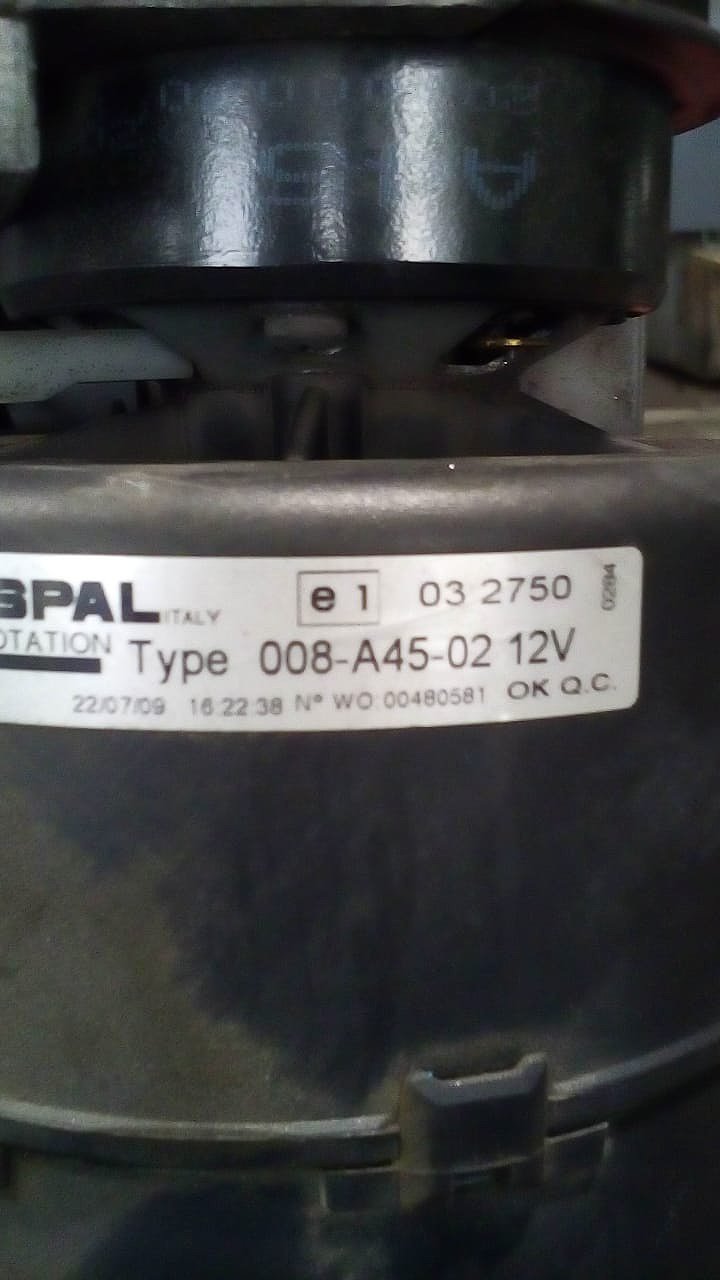 SPAL ITALY e 1 03 2750 0284
OTATION Type 008-A45-02 12V
22/07/09 16:22:38 N° WO:00480581 OK Q.C.